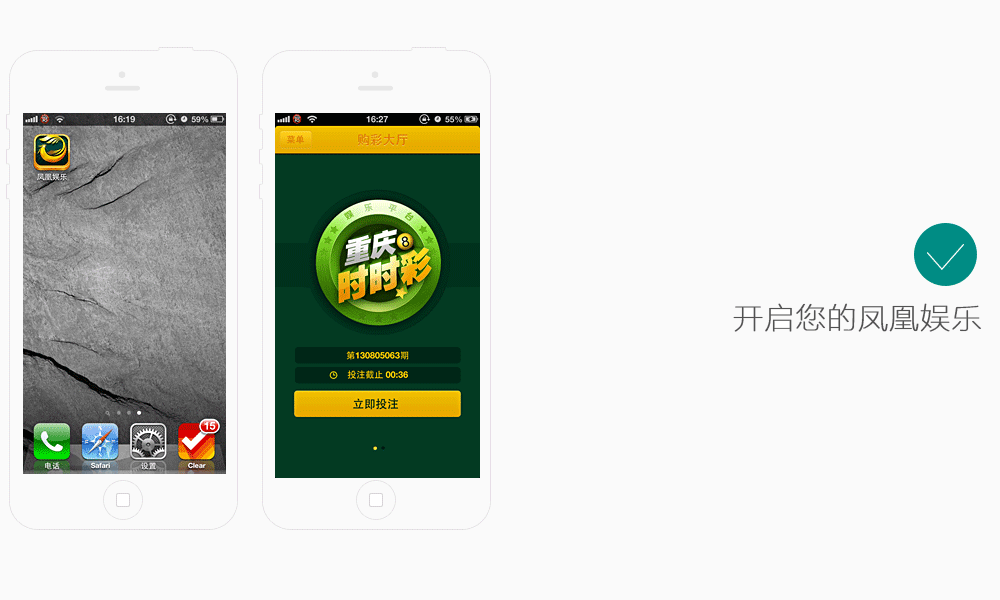 16:19
59%
凤凰娱乐
15
电话
Safari
设置
Clear
16:27
55%
菜单
购彩大厅
娱乐平台
重庆
8
时时彩
第130805063期
投注截止 00:36
立即投注
开启您的凤凰娱乐